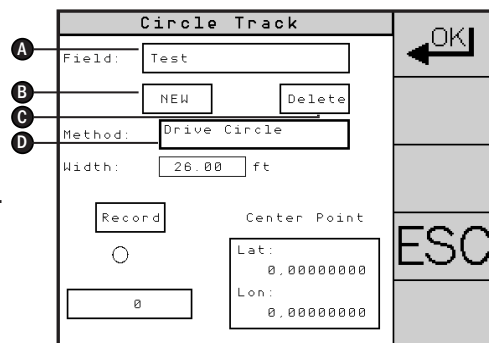 Circle Track
OK
A
Field: Test
B
NEW Delete
C
D
Method: Drive Circle
Width: 26.00 ft
Record Center Point
ESC
Lat:
0,00000000
0
Lon:
0,00000000